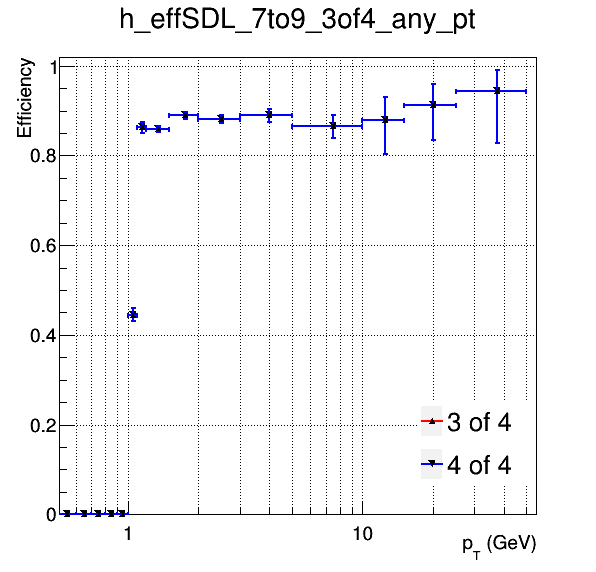 h_effSDL_7to9_3of4_any_pt
Efficiency
1
0.8
0.6
0.4
0.2
0
3 of 4
4 of 4
1
10
p_T (GeV)